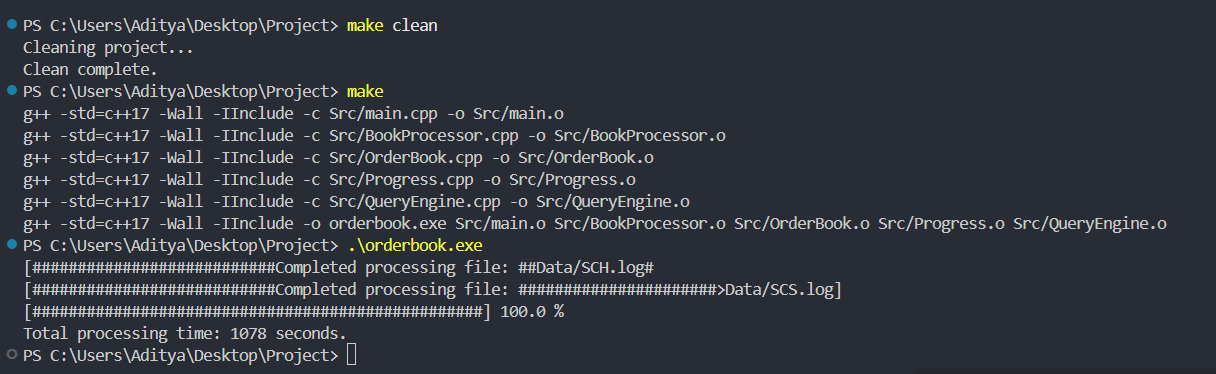 PS C:\Users\Aditya\Desktop\Project> make clean
Cleaning project...
Clean complete.
PS C:\Users\Aditya\Desktop\Project> make
g++ -std=c++17 -Wall -IInclude -c Src/main.cpp -o Src/main.o
g++ -std=c++17 -Wall -IInclude -c Src/BookProcessor.cpp -o Src/BookProcessor.o
g++ -std=c++17 -Wall -IInclude -c Src/OrderBook.cpp -o Src/OrderBook.o
g++ -std=c++17 -Wall -IInclude -c Src/Progress.cpp -o Src/Progress.o
g++ -std=c++17 -Wall -IInclude -c Src/QueryEngine.cpp -o Src/QueryEngine.o
g++ -std=c++17 -Wall -IInclude -o orderbook.exe Src/main.o Src/BookProcessor.o Src/OrderBook.o Src/Progress.o Src/QueryEngine.o
PS C:\Users\Aditya\Desktop\Project> .\orderbook.exe
[###########################Completed processing file: ##Data/SCH.log#
[###########################Completed processing file: ######################>Data/SCS.log]
[##################################################] 100.0 %
Total processing time: 1078 seconds.
PS C:\Users\Aditya\Desktop\Project>